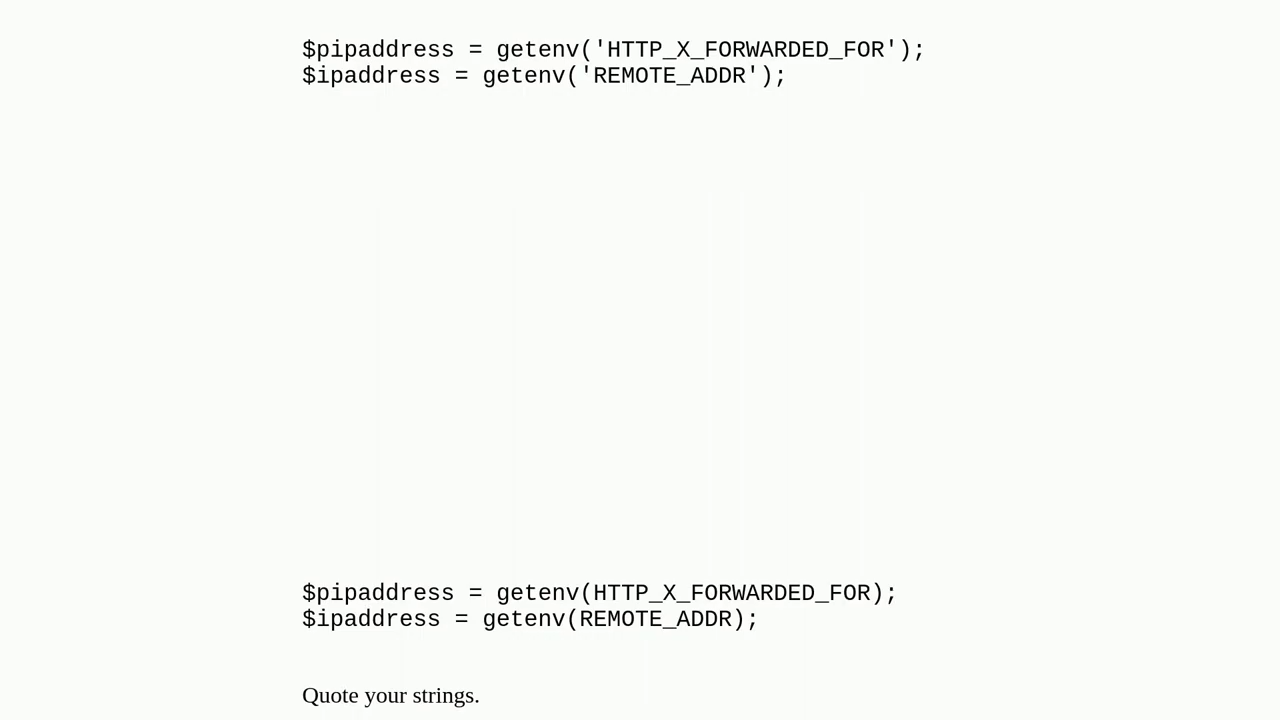 $pipaddress = getenv('HTTP_X_FORWARDED_FOR');
$ipaddress = getenv('REMOTE_ADDR');
$pipaddress = getenv(HTTP_X_FORWARDED_FOR);
$ipaddress = getenv(REMOTE_ADDR);
Quote your strings.